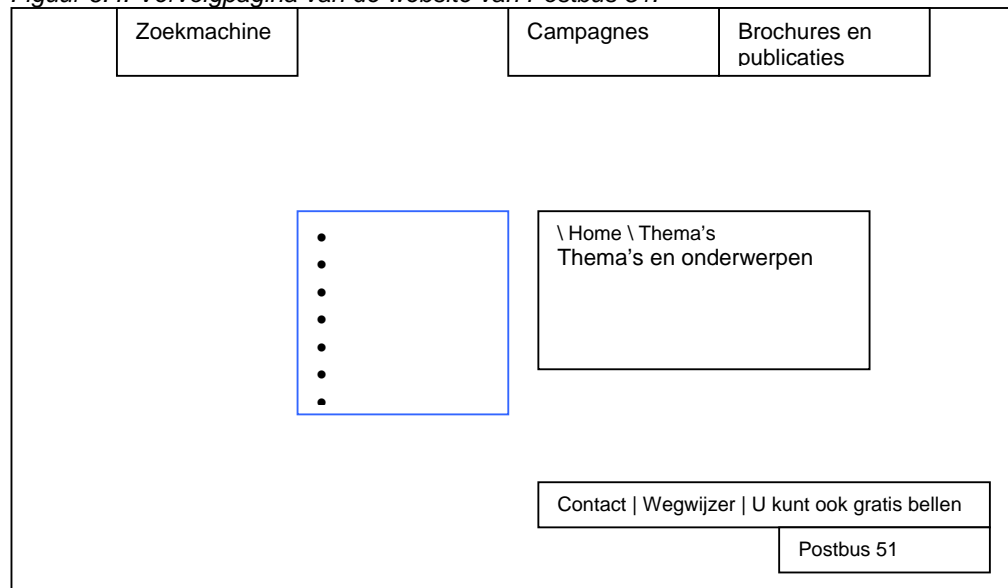 Zoekmachine
Campagnes
Brochures en
publicaties
\ Home \ Thema's
Thema's en onderwerpen
Contact | Wegwijzer | U kunt ook gratis bellen
Postbus 51